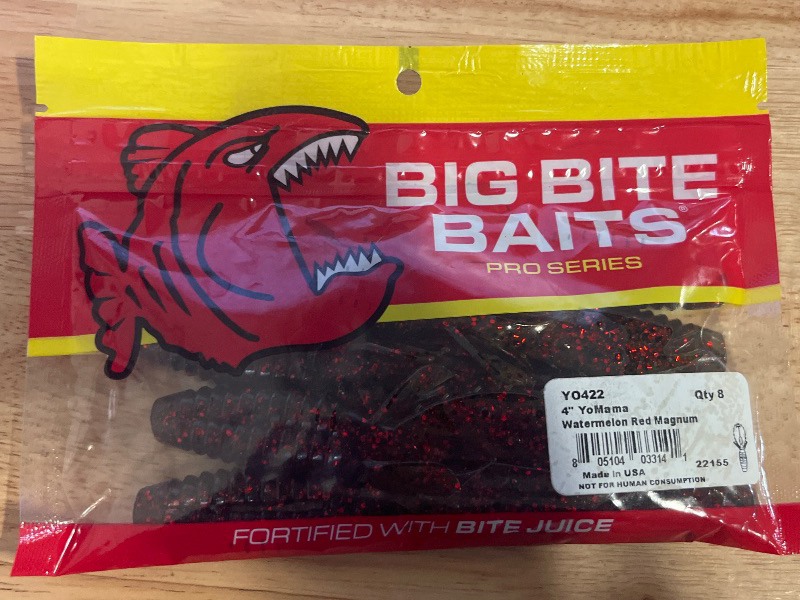 BIG BITE
BAITS®
PRO SERIES
YO422 Qty 8
4" YoMama
Watermelon Red Magnum
8 05104 03314 1
22155
Made In USA
NOT FOR HUMAN CONSUMPTION
FORTIFIED WITH BITE JUICE